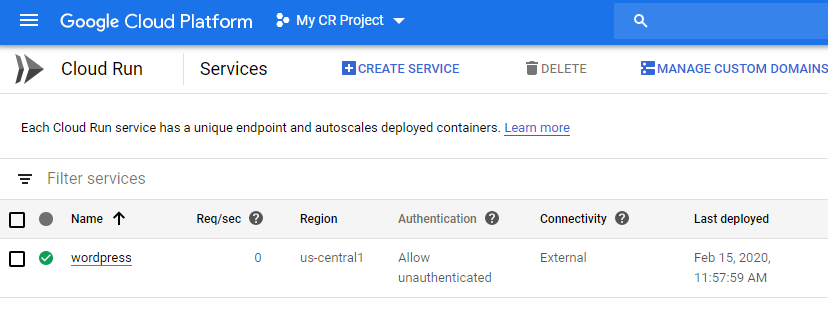 Google Cloud Platform My CR Project
Cloud Run Services CREATE SERVICE DELETE MANAGE CUSTOM DOMAINS
Each Cloud Run service has a unique endpoint and autoscales deployed containers. Learn more
Filter services
Name Req/sec ? Region Authentication ? Connectivity ? Last deployed
wordpress 0 us-central1 Allow External Feb 15, 2020,
unauthenticated 11:57:59 AM